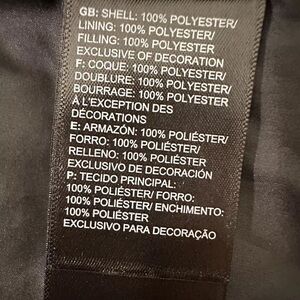 GB: SHELL: 100% POLYESTER/
LINING: 100% POLYESTER/
FILLING: 100% POLYESTER
EXCLUSIVE OF DECORATION
F: COQUE: 100% POLYESTER/
DOUBLURE: 100% POLYESTER/
BOURRAGE: 100% POLYESTER
À L'EXCEPTION DES
DÉCORATIONS
E: ARMAZÓN: 100% POLIÉSTER/
FORRO: 100% POLIÉSTER/
RELLENO: 100% POLIÉSTER
EXCLUSIVO DE DECORACIÓN
P: TECIDO PRINCIPAL:
100% POLIÉSTER/ FORRO:
100% POLIÉSTER/ ENCHIMENTO:
100% POLIÉSTER
EXCLUSIVO PARA DECORAÇÃO